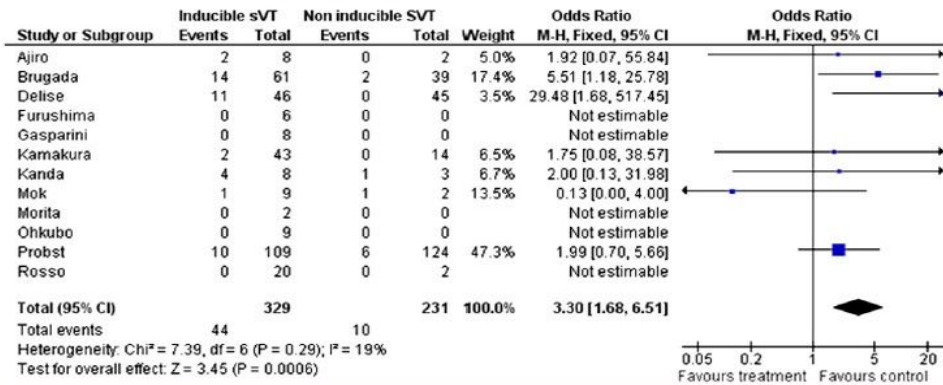 Inducible sVT Non inducible SVT Odds Ratio Odds Ratio
Study or Subgroup Events Total Events Total Weight M-H, Fixed, 95% CI M-H, Fixed, 95% CI
Ajiro 2 8 0 2 5.0% 1.92 [0.07, 55.84]
Brugada 14 61 2 39 17.4% 5.51 [1.18, 25.78]
Delise 11 46 0 45 3.5% 29.48 [1.68, 517.45]
Furushima 0 6 0 0 Not estimable
Gasparini 0 8 0 0 Not estimable
Kamakura 2 43 0 14 6.5% 1.75 [0.08, 38.57]
Kanda 4 8 1 3 6.7% 2.00 [0.13, 31.98]
Mok 1 9 1 2 13.5% 0.13 [0.00, 4.00]
Morita 0 2 0 0 Not estimable
Ohkubo 0 9 0 0 Not estimable
Probst 10 109 6 124 47.3% 1.99 [0.70, 5.66]
Rosso 0 20 0 2 Not estimable
Total (95% CI) 329 231 100.0% 3.30 [1.68, 6.51]
Total events 44 10
Heterogeneity: Chi² = 7.39, df = 6 (P = 0.29); I² = 19%
Test for overall effect: Z = 3.45 (P = 0.0006)
0.05 0.2 1 5 20
Favours treatment Favours control